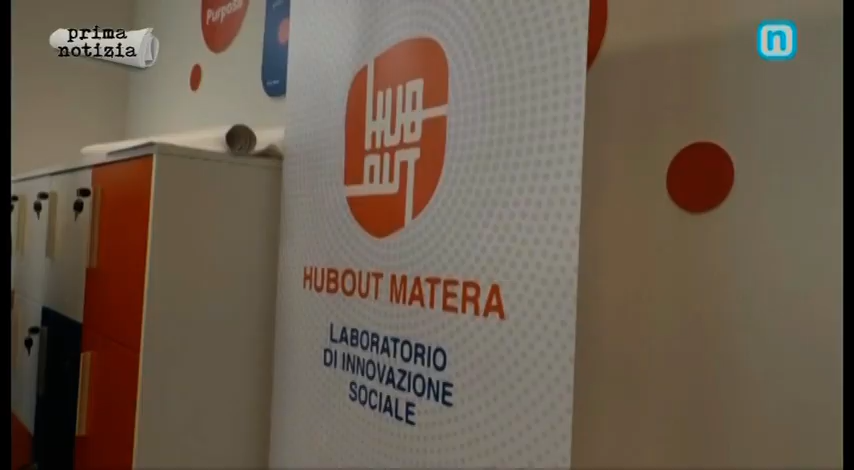 prima
notizia
n
Purpose
HUB
OUT
HUBOUT MATERA
LABORATORIO
DI INNOVAZIONE
SOCIALE